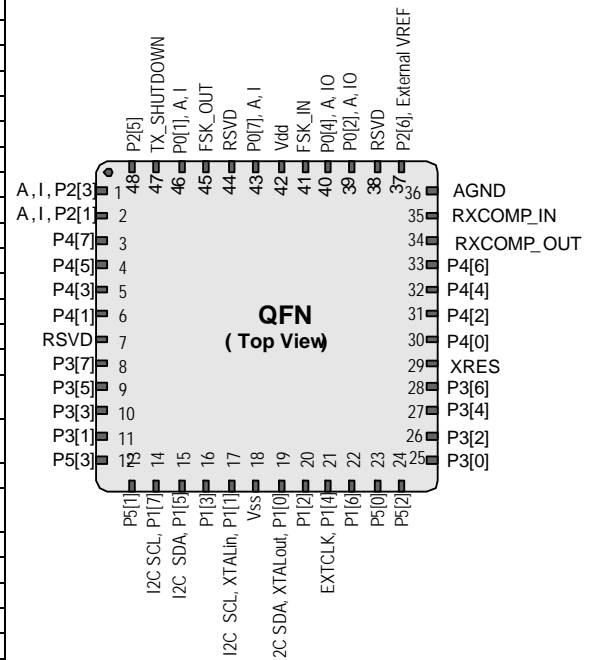 P2[5]
TX_SHUTDOWN
P0[1], A, I
FSK_OUT
RSVD
P0[7], A, I
Vdd
FSK_IN
P0[4], A, IO
P0[2], A, IO
RSVD
P2[6], External VREF
48
47
46
45
44
43
42
41
40
39
38
37
A, I, P2[3] 1
A, I, P2[1] 2
P4[7] 3
P4[5] 4
P4[3] 5
P4[1] 6
RSVD 7
P3[7] 8
P3[5] 9
P3[3] 10
P3[1] 11
P5[3] 12
QFN
( Top View)
36 AGND
35 RXCOMP_IN
34 RXCOMP_OUT
33 P4[6]
32 P4[4]
31 P4[2]
30 P4[0]
29 XRES
28 P3[6]
27 P3[4]
26 P3[2]
25 P3[0]
13
14
15
16
17
18
19
20
21
22
23
24
P5[1]
I2C SCL, P1[7]
I2C SDA, P1[5]
P1[3]
I2C SCL, XTALin, P1[1]
Vss
2C SDA, XTALout, P1[0]
P1[2]
EXTCLK, P1[4]
P1[6]
P5[0]
P5[2]